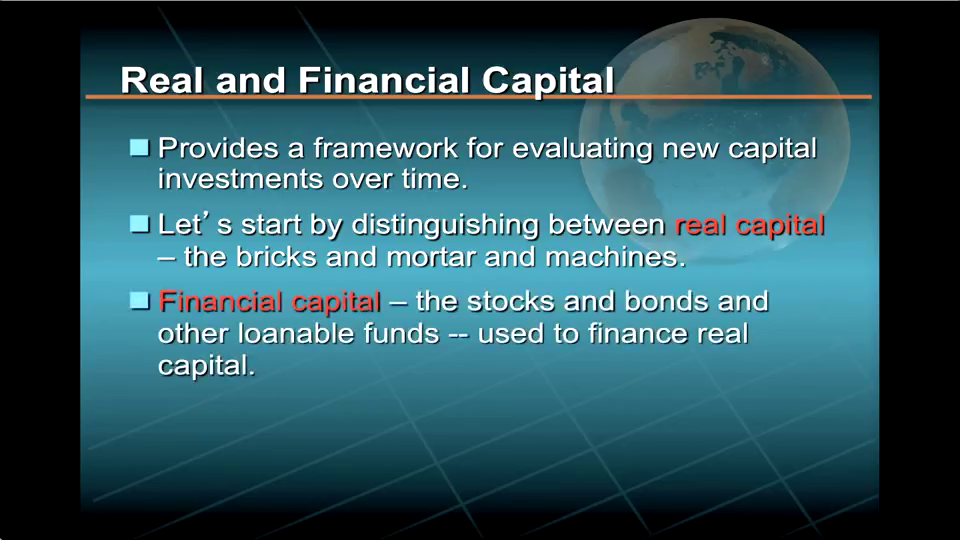 Real and Financial Capital
Provides a framework for evaluating new capital
investments over time.
Let’s start by distinguishing between real capital
– the bricks and mortar and machines.
Financial capital – the stocks and bonds and
other loanable funds -- used to finance real
capital.